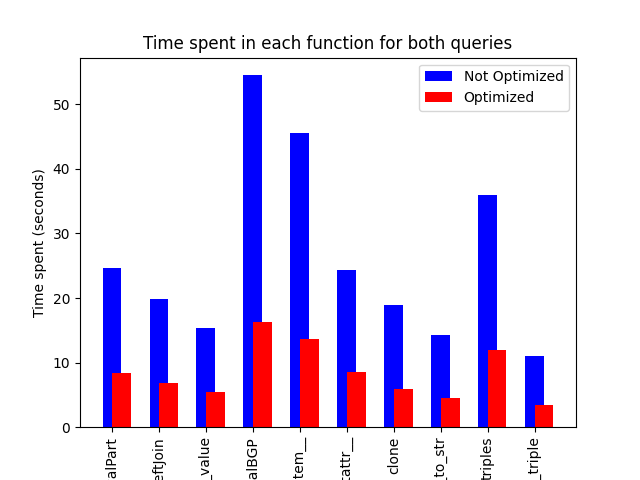 Time spent in each function for both queries
Not Optimized
Optimized
Time spent (seconds)
50
40
30
20
10
0
alPart
eftJoin
_value
alBGP
tem__
tattr__
clone
_to_str
triples
_triple